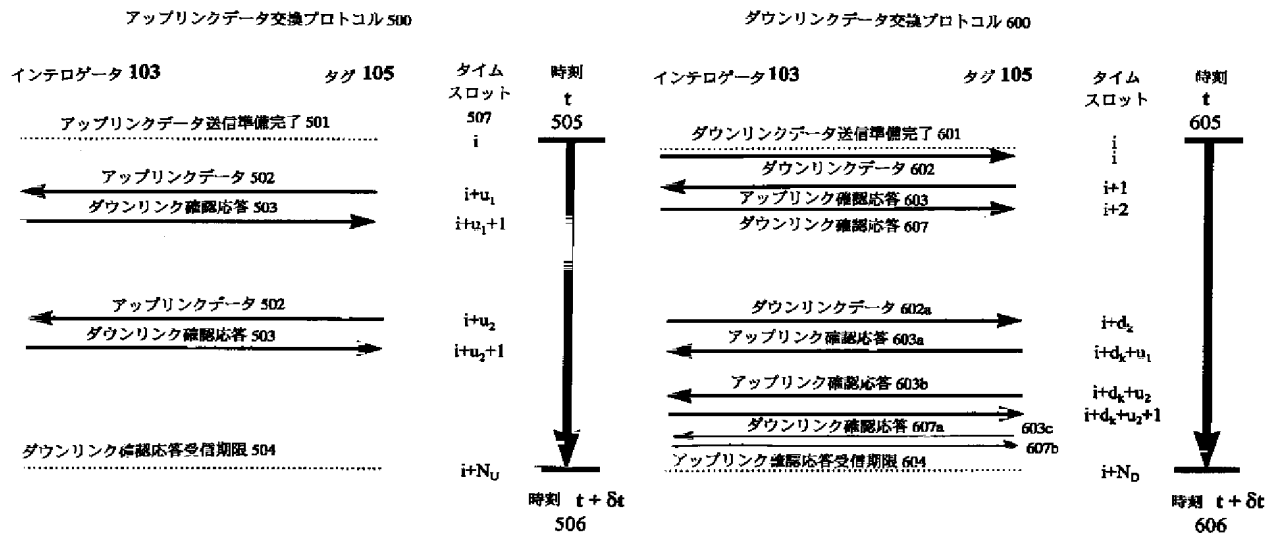 アップリンクデータ交換プロトコル 500
インテロゲータ 103
タグ 105
タイム
スロット
507
時刻
t
505
アップリンクデータ送信準備完了 501
i
アップリンクデータ 502
i+u₁
ダウンリンク確認応答 503
i+u₁+1
アップリンクデータ 502
i+u₂
ダウンリンク確認応答 503
i+u₂+1
ダウンリンク確認応答受信期限 504
i+N_U
時刻 t + δt
506
ダウンリンクデータ交換プロトコル 600
インテロゲータ 103
タグ 105
タイム
スロット
時刻
t
605
ダウンリンクデータ送信準備完了 601
i
i
ダウンリンクデータ 602
i+1
アップリンク確認応答 603
i+2
ダウンリンク確認応答 607
ダウンリンクデータ 602a
i+d_k
アップリンク確認応答 603a
i+d_k+u₁
アップリンク確認応答 603b
i+d_k+u₂
i+d_k+u₂+1
ダウンリンク確認応答 607a
603c
607b
アップリンク確認応答受信期限 604
i+N_D
時刻 t + δt
606